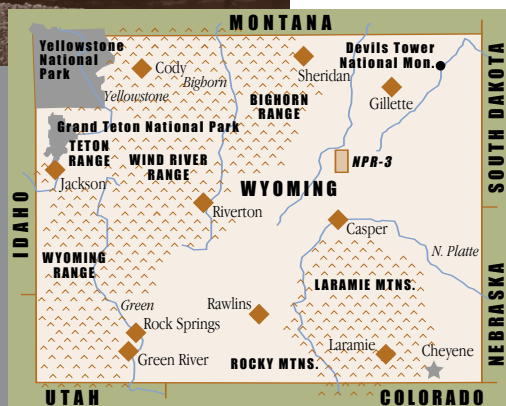 MONTANA
Yellowstone
National
Park
Devils Tower
National Mon.
Cody
Sheridan
Bighorn
Yellowstone
Gillette
BIGHORN
RANGE
SOUTH DAKOTA
Grand Teton National Park
TETON
RANGE
WIND RIVER
RANGE
NPR-3
Jackson
WYOMING
Riverton
IDAHO
Casper
N. Platte
WYOMING
RANGE
LARAMIE MTNS.
NEBRASKA
Green
Rawlins
Rock Springs
Laramie
Cheyene
Green River
ROCKY MTNS.
UTAH
COLORADO